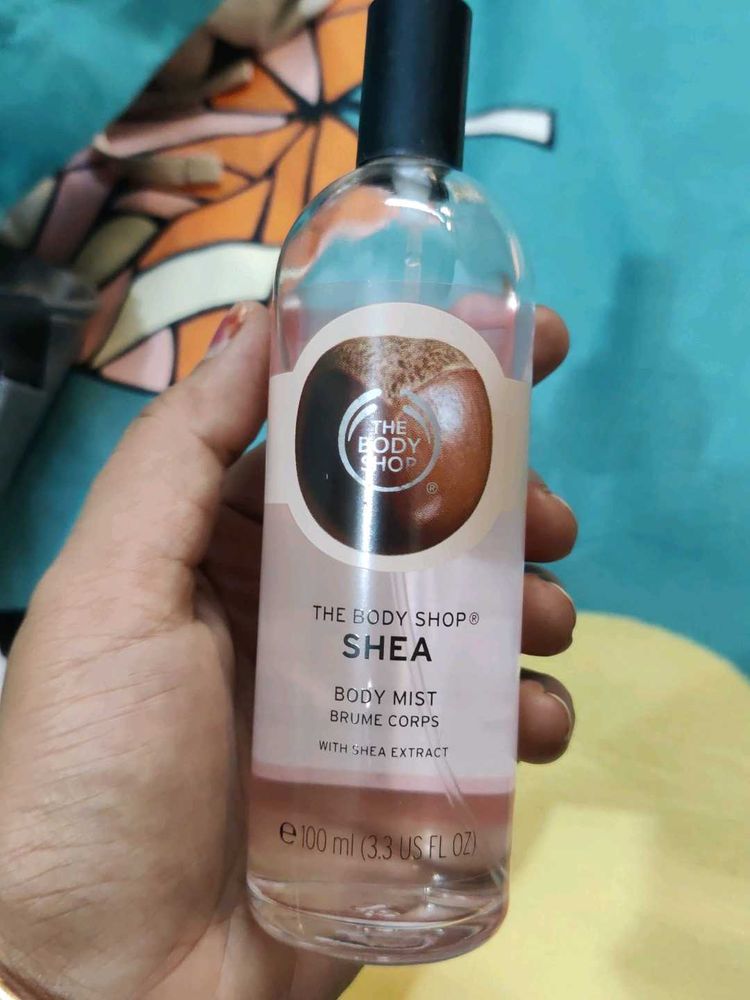 THE
BODY
SHOP
®
THE BODY SHOP®
SHEA
BODY MIST
BRUME CORPS
WITH SHEA EXTRACT
℮100 ml (3.3 US FL OZ)